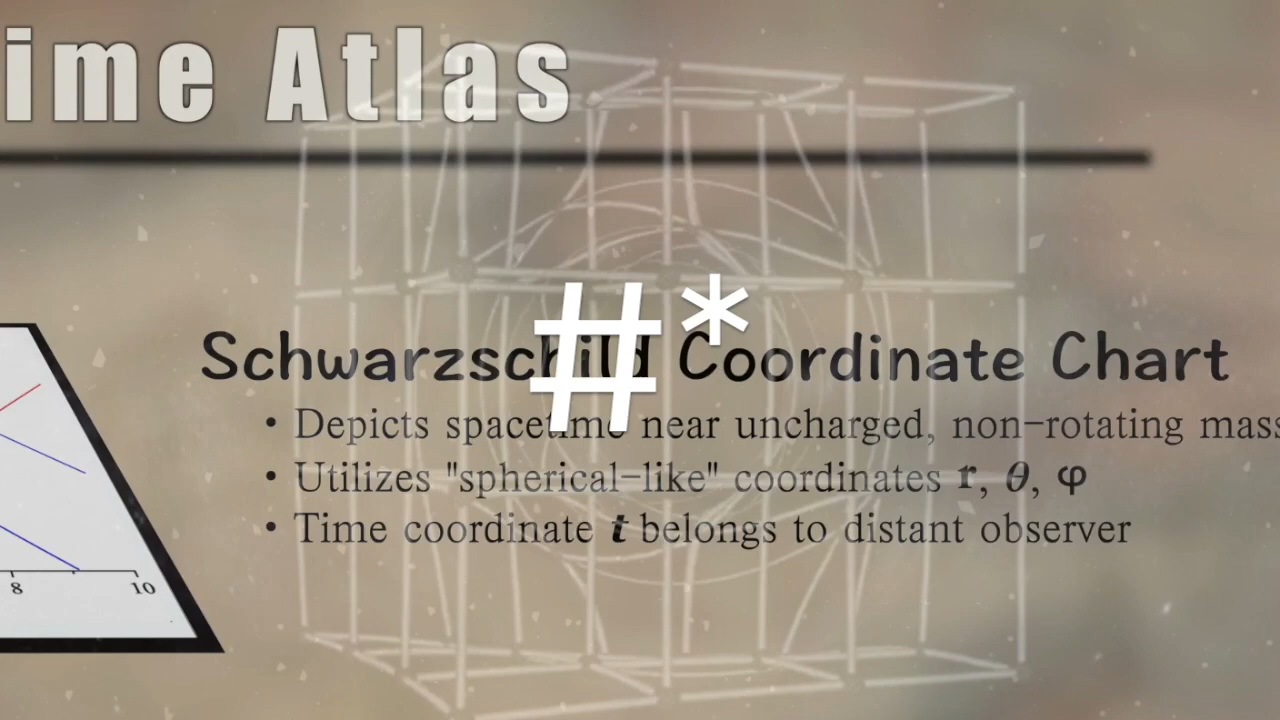 ime Atlas
#*
Schwarzschild Coordinate Chart
• Depicts spacetime near uncharged, non-rotating mass
• Utilizes "spherical-like" coordinates r, θ, φ
• Time coordinate t belongs to distant observer
8 10